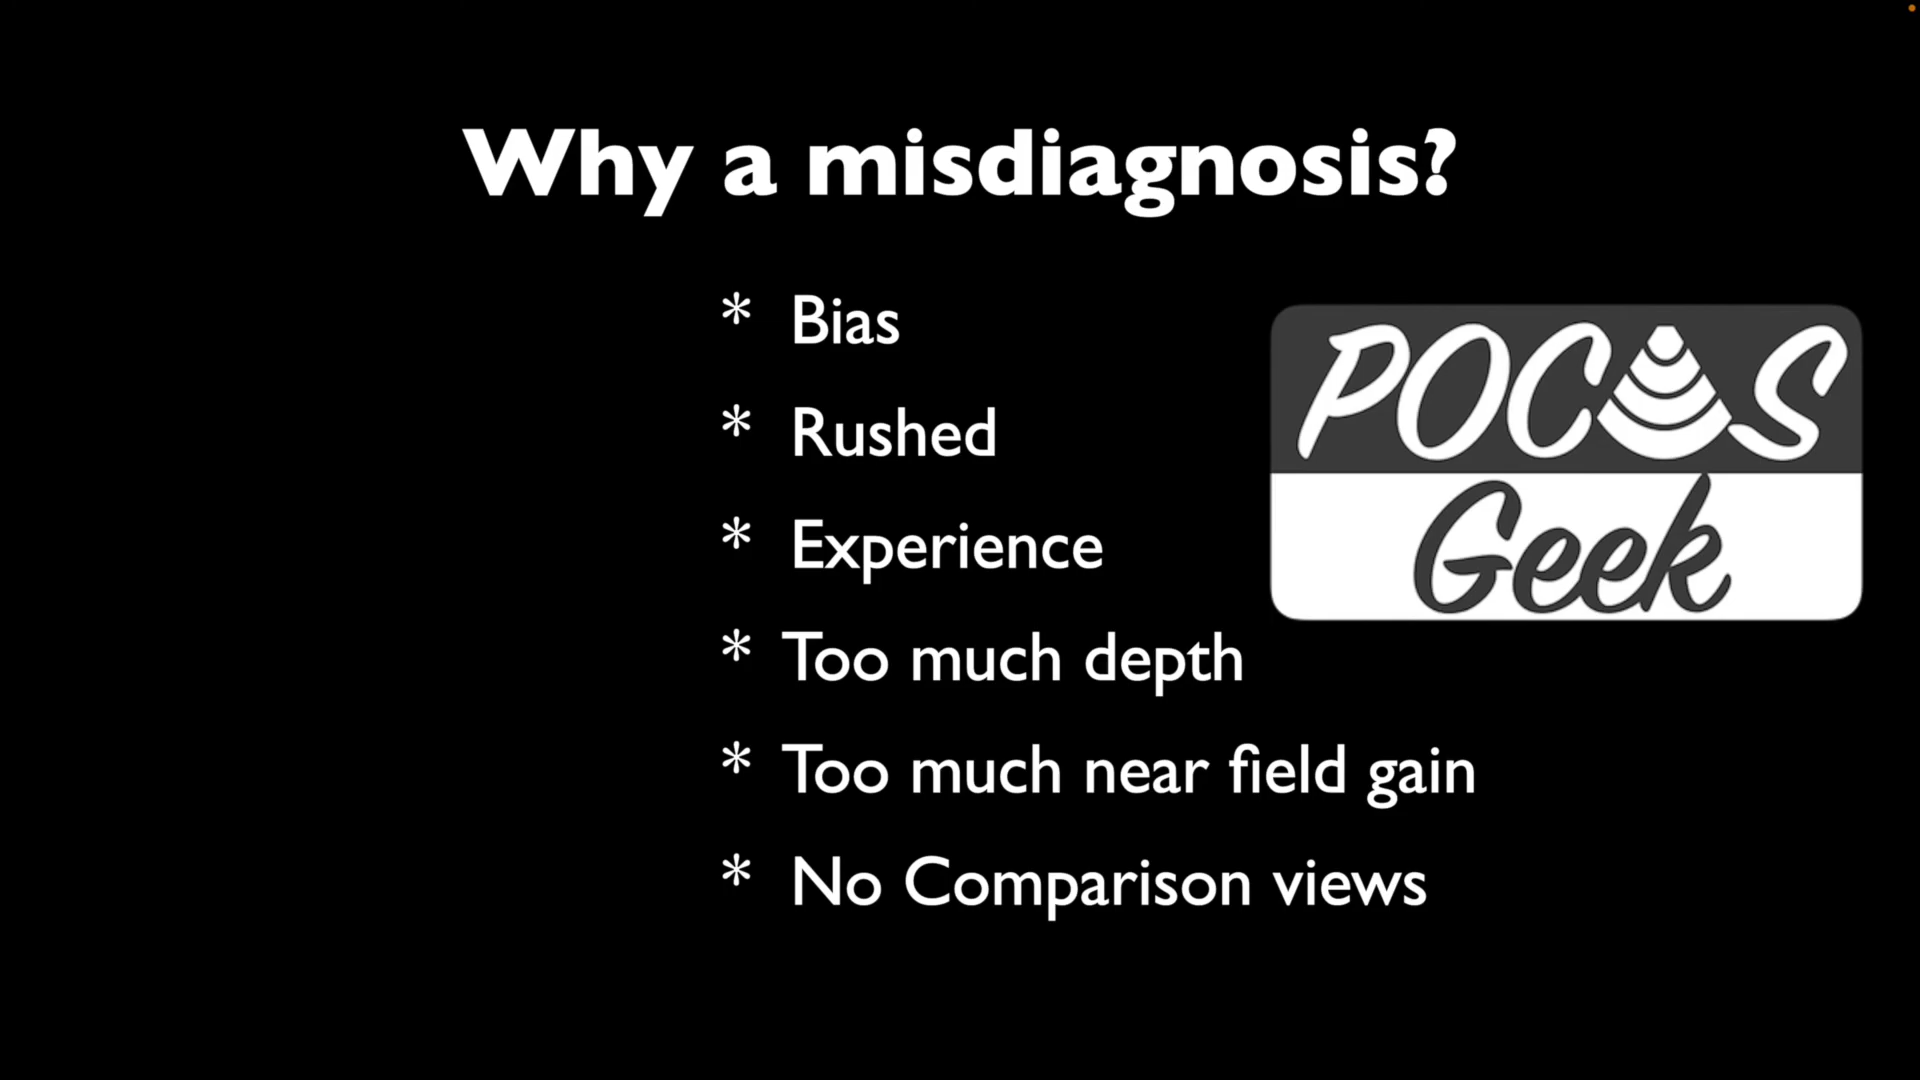 Why a misdiagnosis?
* Bias
* Rushed
* Experience
* Too much depth
* Too much near field gain
* No Comparison views
POCUS
Geek